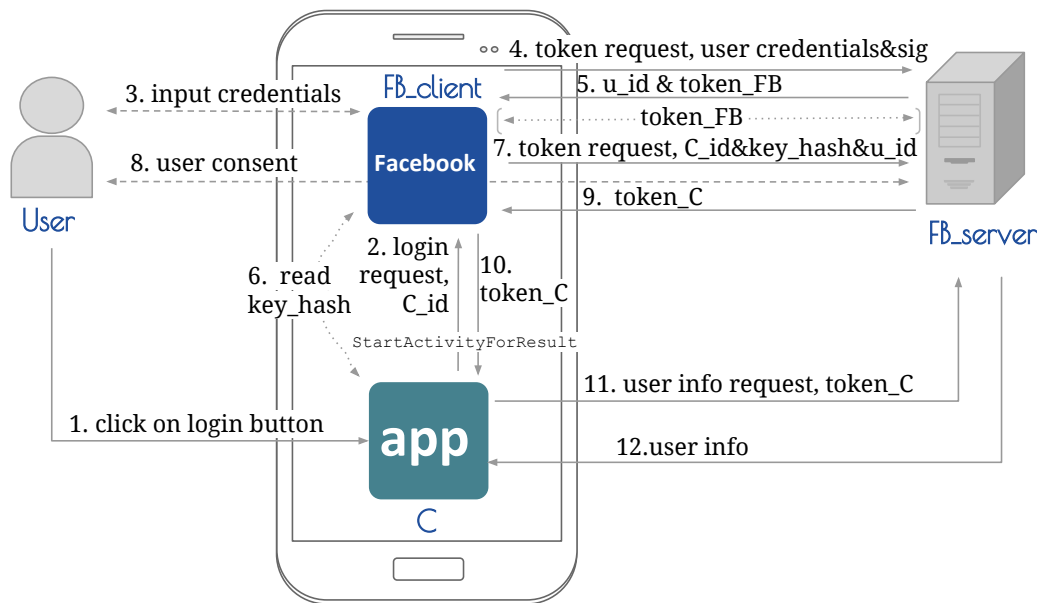 4. token request, user credentials&sig
FB_client
5. u_id & token_FB
3. input credentials
token_FB
Facebook
7. token request, C_id&key_hash&u_id
8. user consent
9. token_C
User
FB_server
2. login
request,
C_id
10.
token_C
6. read
key_hash
StartActivityForResult
11. user info request, token_C
1. click on login button
app
12.user info
C